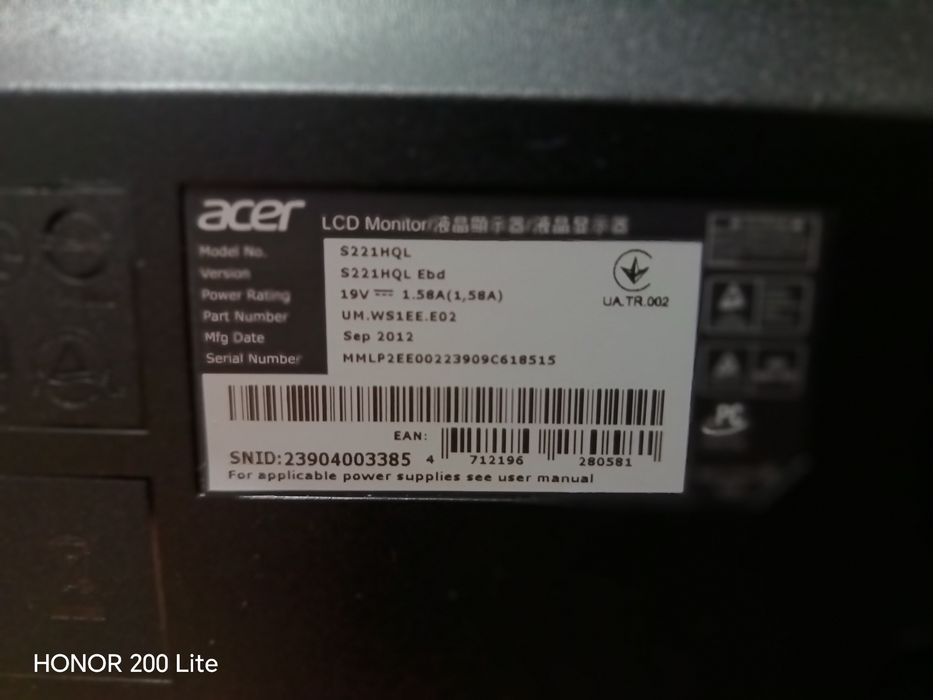 acer LCD Monitor/液晶顯示器/液晶显示器
Model No. S221HQL
Version S221HQL Ebd
Power Rating 19V ⎓ 1.58A(1,58A)
Part Number UM.WS1EE.E02
Mfg Date Sep 2012
Serial Number MMLP2EE00223909C618515
UA.TR.002
EAN:
4 712196 280581
SNID:23904003385
For applicable power supplies see user manual
PC
HONOR 200 Lite